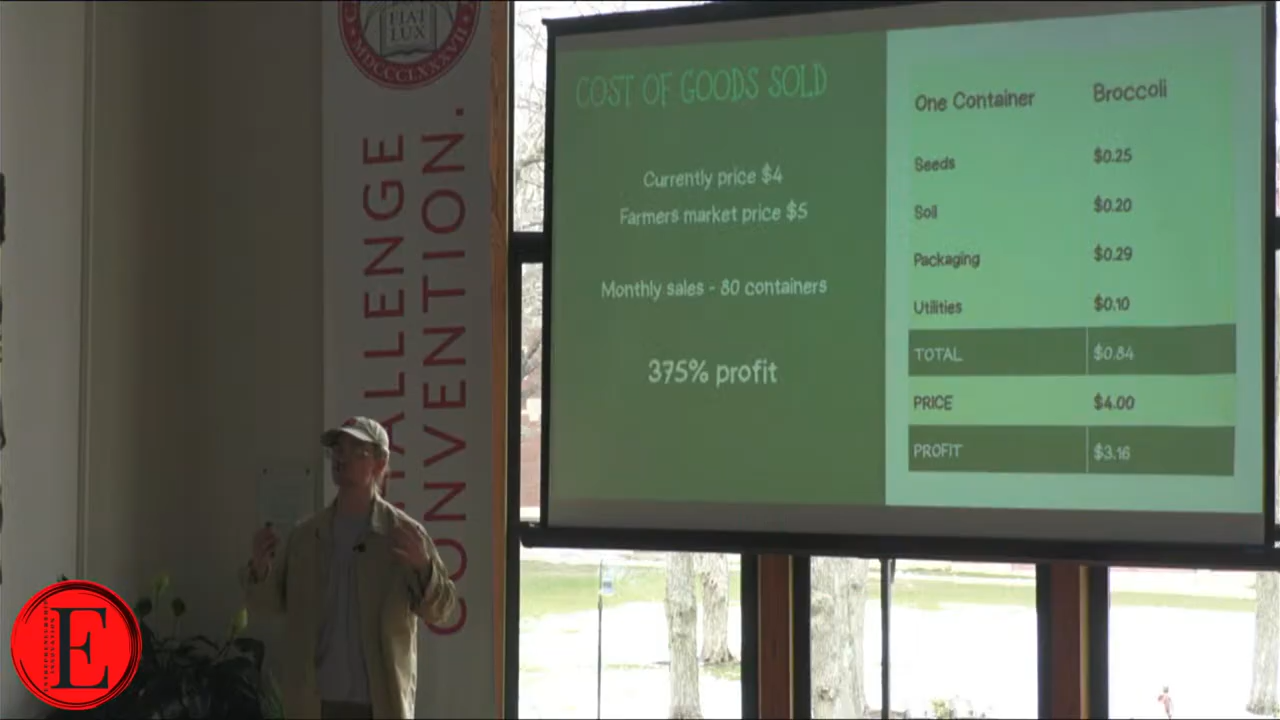 FIAT
LUX
MDCCCLXXXVII
CHALLENGE
CONVENTION.
COST OF GOODS SOLD
Currently price $4
Farmers market price $5
Monthly sales - 80 containers
375% profit
One Container Broccoli
Seeds $0.25
Soil $0.20
Packaging $0.29
Utilities $0.10
TOTAL $0.84
PRICE $4.00
PROFIT $3.16
ENTREPRENEURSHIP
INNOVATION
E